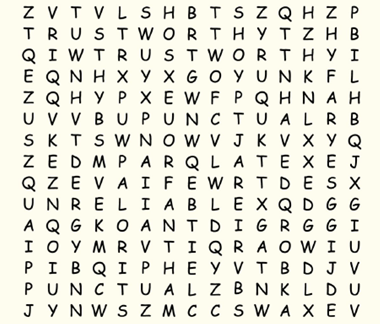 Z V T V L S H B T S Z Q H Z P
T R U S T W O R T H Y T Z H B
Q I W T R U S T W O R T H Y I
E Q N H X Y X G O Y U N K F L
Z Q H Y P X E W F P Q H N A H
U V V B U P U N C T U A L R B
S K T S W N O W V J K V X Y Q
Z E D M P A R Q L A T E X E J
Q Z E V A I F E W R T D E S X
U N R E L I A B L E X Q D G G
A Q G K O A N T D I G R G G I
I O Y M R V T I Q R A O W I U
P I B Q I P H E Y V T B D J V
P U N C T U A L Z B N K L D U
J Y N W S Z M C C S W A X E V